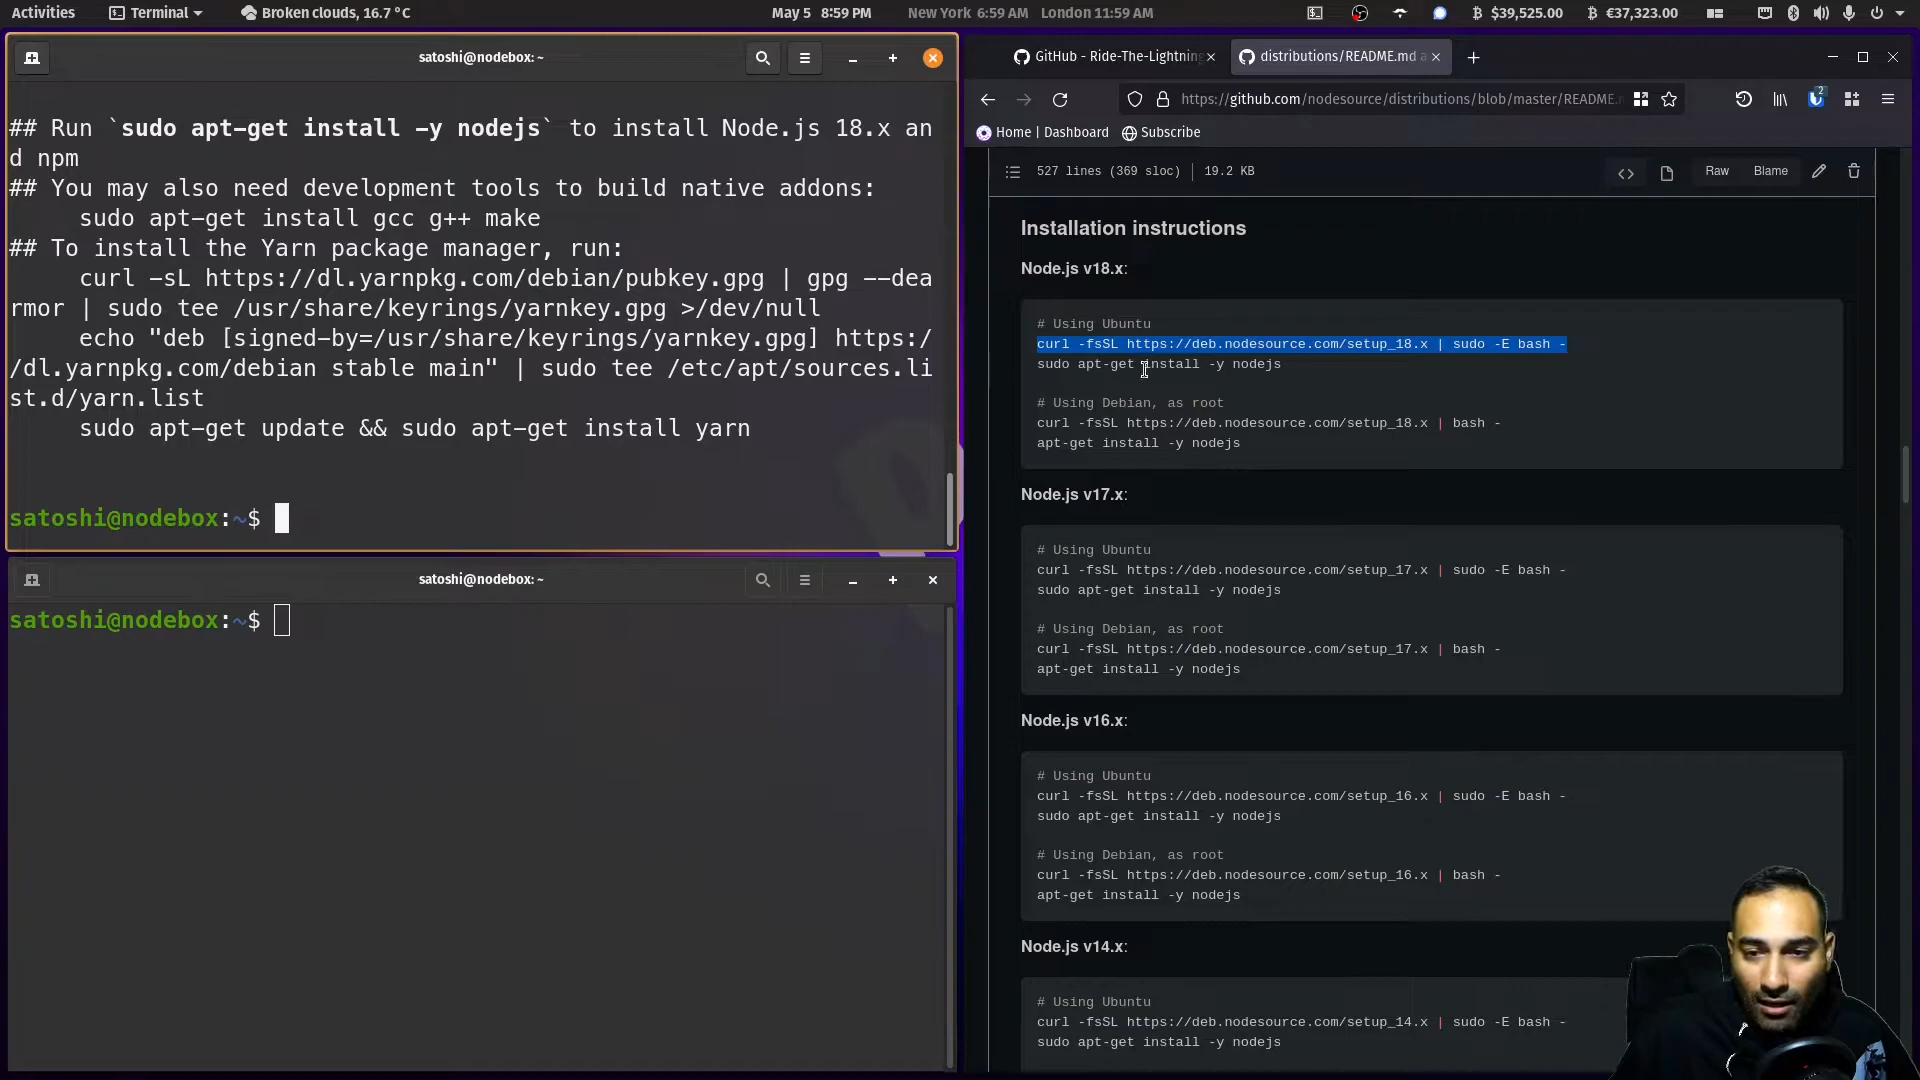 Activities
Terminal
Broken clouds, 16.7 °C
May 5 8:59 PM
New York 6:59 AM London 11:59 AM
$39,525.00
€37,323.00
satoshi@nodebox: ~
## Run `sudo apt-get install -y nodejs` to install Node.js 18.x an
d npm
## You may also need development tools to build native addons:
sudo apt-get install gcc g++ make
## To install the Yarn package manager, run:
curl -sL https://dl.yarnpkg.com/debian/pubkey.gpg | gpg --dea
rmor | sudo tee /usr/share/keyrings/yarnkey.gpg >/dev/null
echo "deb [signed-by=/usr/share/keyrings/yarnkey.gpg] https:/
/dl.yarnpkg.com/debian stable main" | sudo tee /etc/apt/sources.li
st.d/yarn.list
sudo apt-get update && sudo apt-get install yarn
satoshi@nodebox:~$
satoshi@nodebox: ~
satoshi@nodebox:~$
GitHub - Ride-The-Lightning
distributions/README.md a
https://github.com/nodesource/distributions/blob/master/README.
2
Home | Dashboard
Subscribe
527 lines (369 sloc) | 19.2 KB
Raw
Blame
Installation instructions
Node.js v18.x:
# Using Ubuntu
curl -fsSL https://deb.nodesource.com/setup_18.x | sudo -E bash -
sudo apt-get install -y nodejs
# Using Debian, as root
curl -fsSL https://deb.nodesource.com/setup_18.x | bash -
apt-get install -y nodejs
Node.js v17.x:
# Using Ubuntu
curl -fsSL https://deb.nodesource.com/setup_17.x | sudo -E bash -
sudo apt-get install -y nodejs
# Using Debian, as root
curl -fsSL https://deb.nodesource.com/setup_17.x | bash -
apt-get install -y nodejs
Node.js v16.x:
# Using Ubuntu
curl -fsSL https://deb.nodesource.com/setup_16.x | sudo -E bash -
sudo apt-get install -y nodejs
# Using Debian, as root
curl -fsSL https://deb.nodesource.com/setup_16.x | bash -
apt-get install -y nodejs
Node.js v14.x:
# Using Ubuntu
curl -fsSL https://deb.nodesource.com/setup_14.x | sudo -E bash -
sudo apt-get install -y nodejs